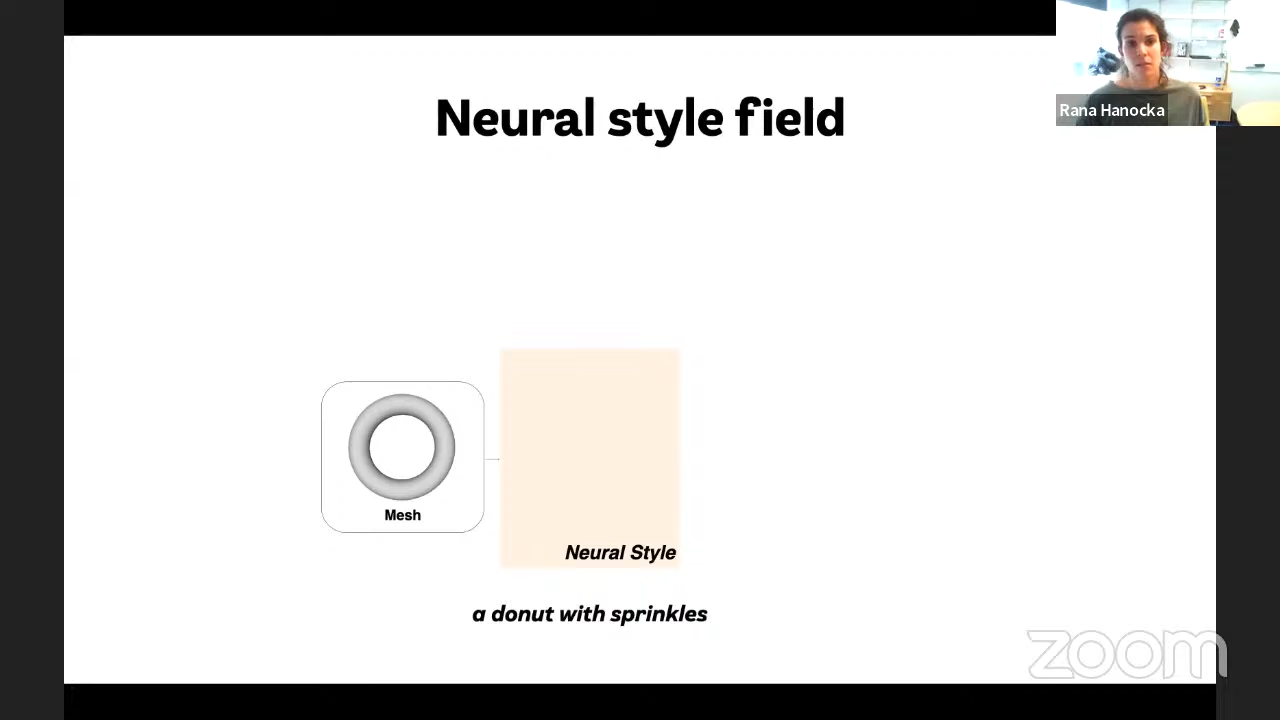 Neural style field
Rana Hanocka
Mesh
Neural Style
a donut with sprinkles
zoom